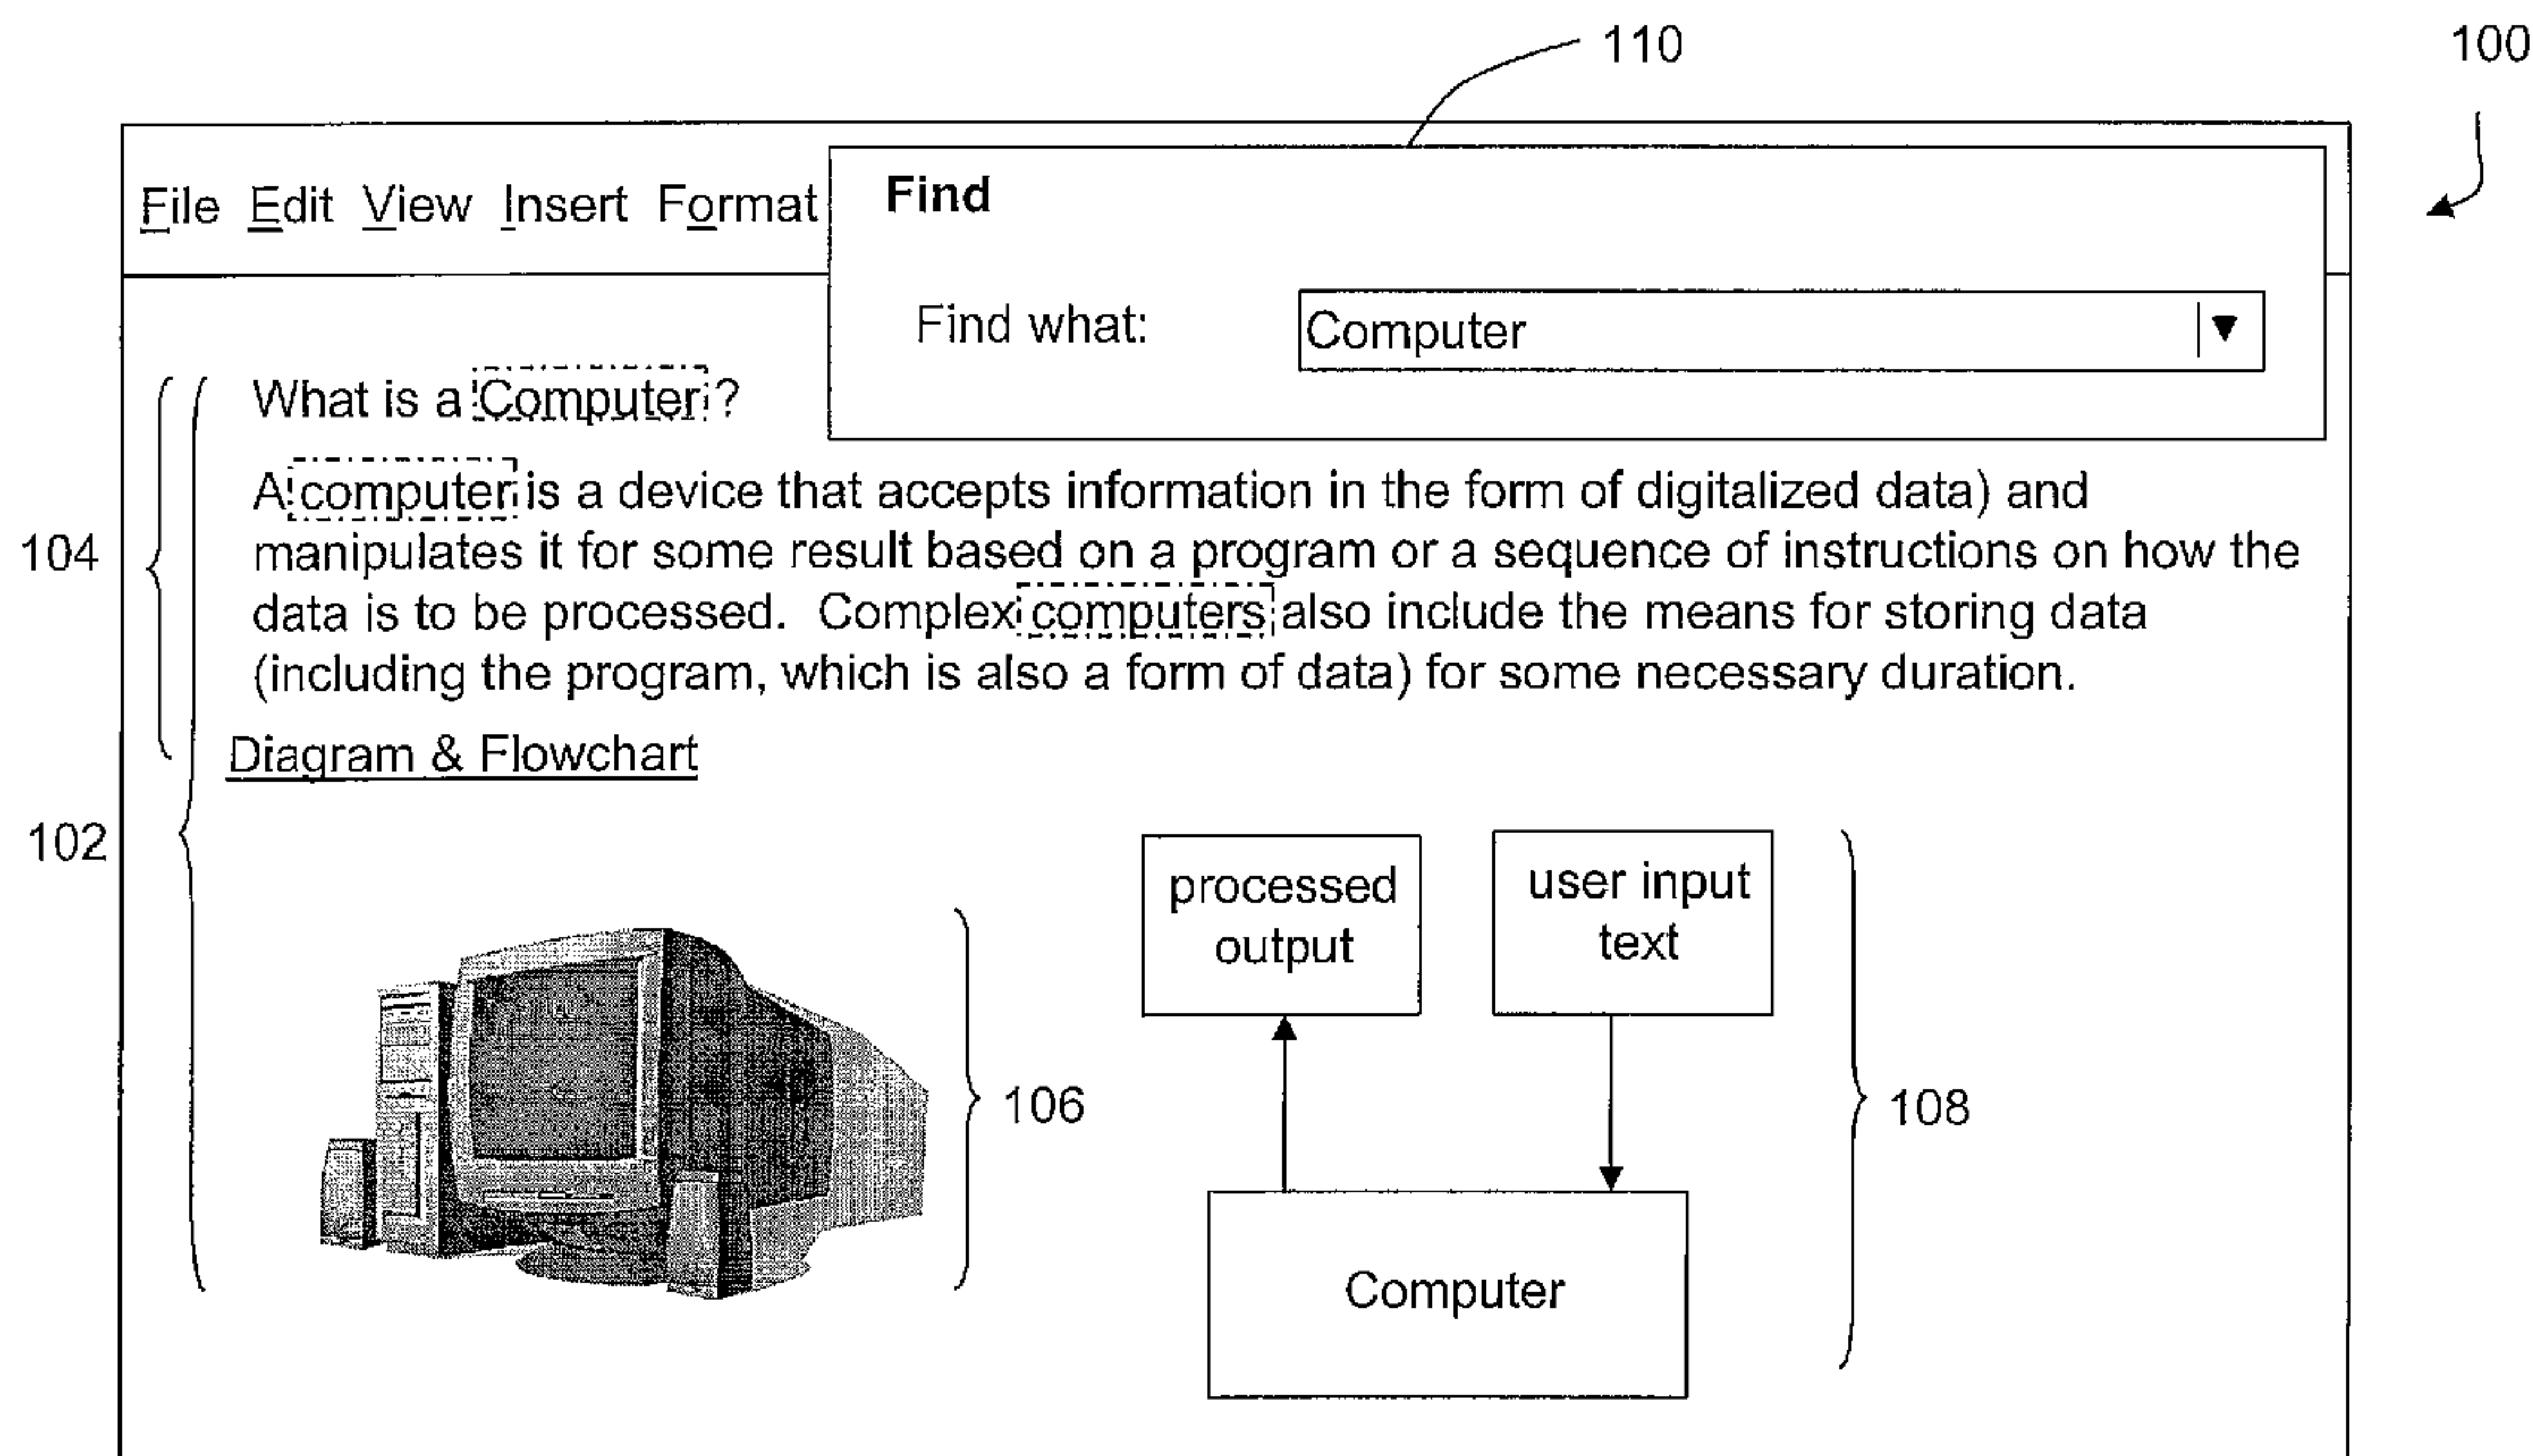 110
100
File Edit View Insert Format
Find
Find what:
Computer
What is a Computer ?
A computer is a device that accepts information in the form of digitalized data) and
manipulates it for some result based on a program or a sequence of instructions on how the
data is to be processed.  Complex computers also include the means for storing data
(including the program, which is also a form of data) for some necessary duration.
104
Diagram & Flowchart
102
processed
output
user input
text
106
108
Computer